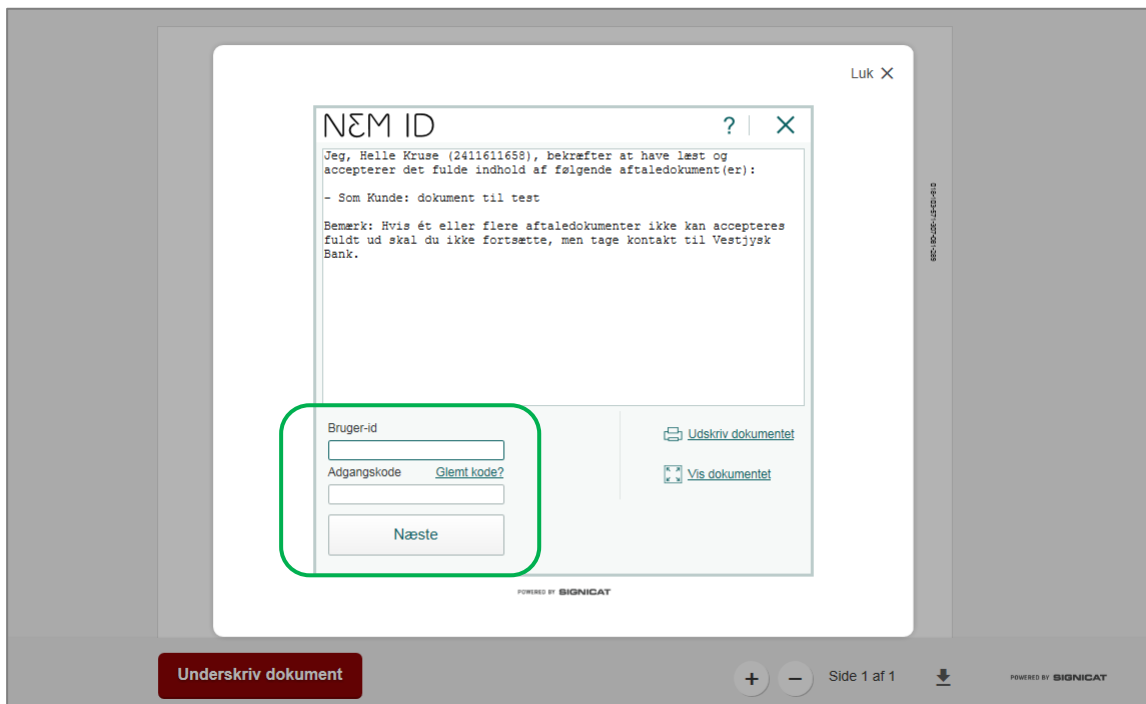 Luk
NEM ID
?
Jeg, Helle Kruse (2411611658), bekræfter at have læst og
accepterer det fulde indhold af følgende aftaledokument(er):
- Som Kunde: dokument til test
Bemærk: Hvis ét eller flere aftaledokumenter ikke kan accepteres
fuldt ud skal du ikke fortsætte, men tage kontakt til Vestjysk
Bank.
Bruger-id
Adgangskode Glemt kode?
Næste
Udskriv dokumentet
Vis dokumentet
POWERED BY SIGNICAT
Underskriv dokument
Side 1 af 1
POWERED BY SIGNICAT